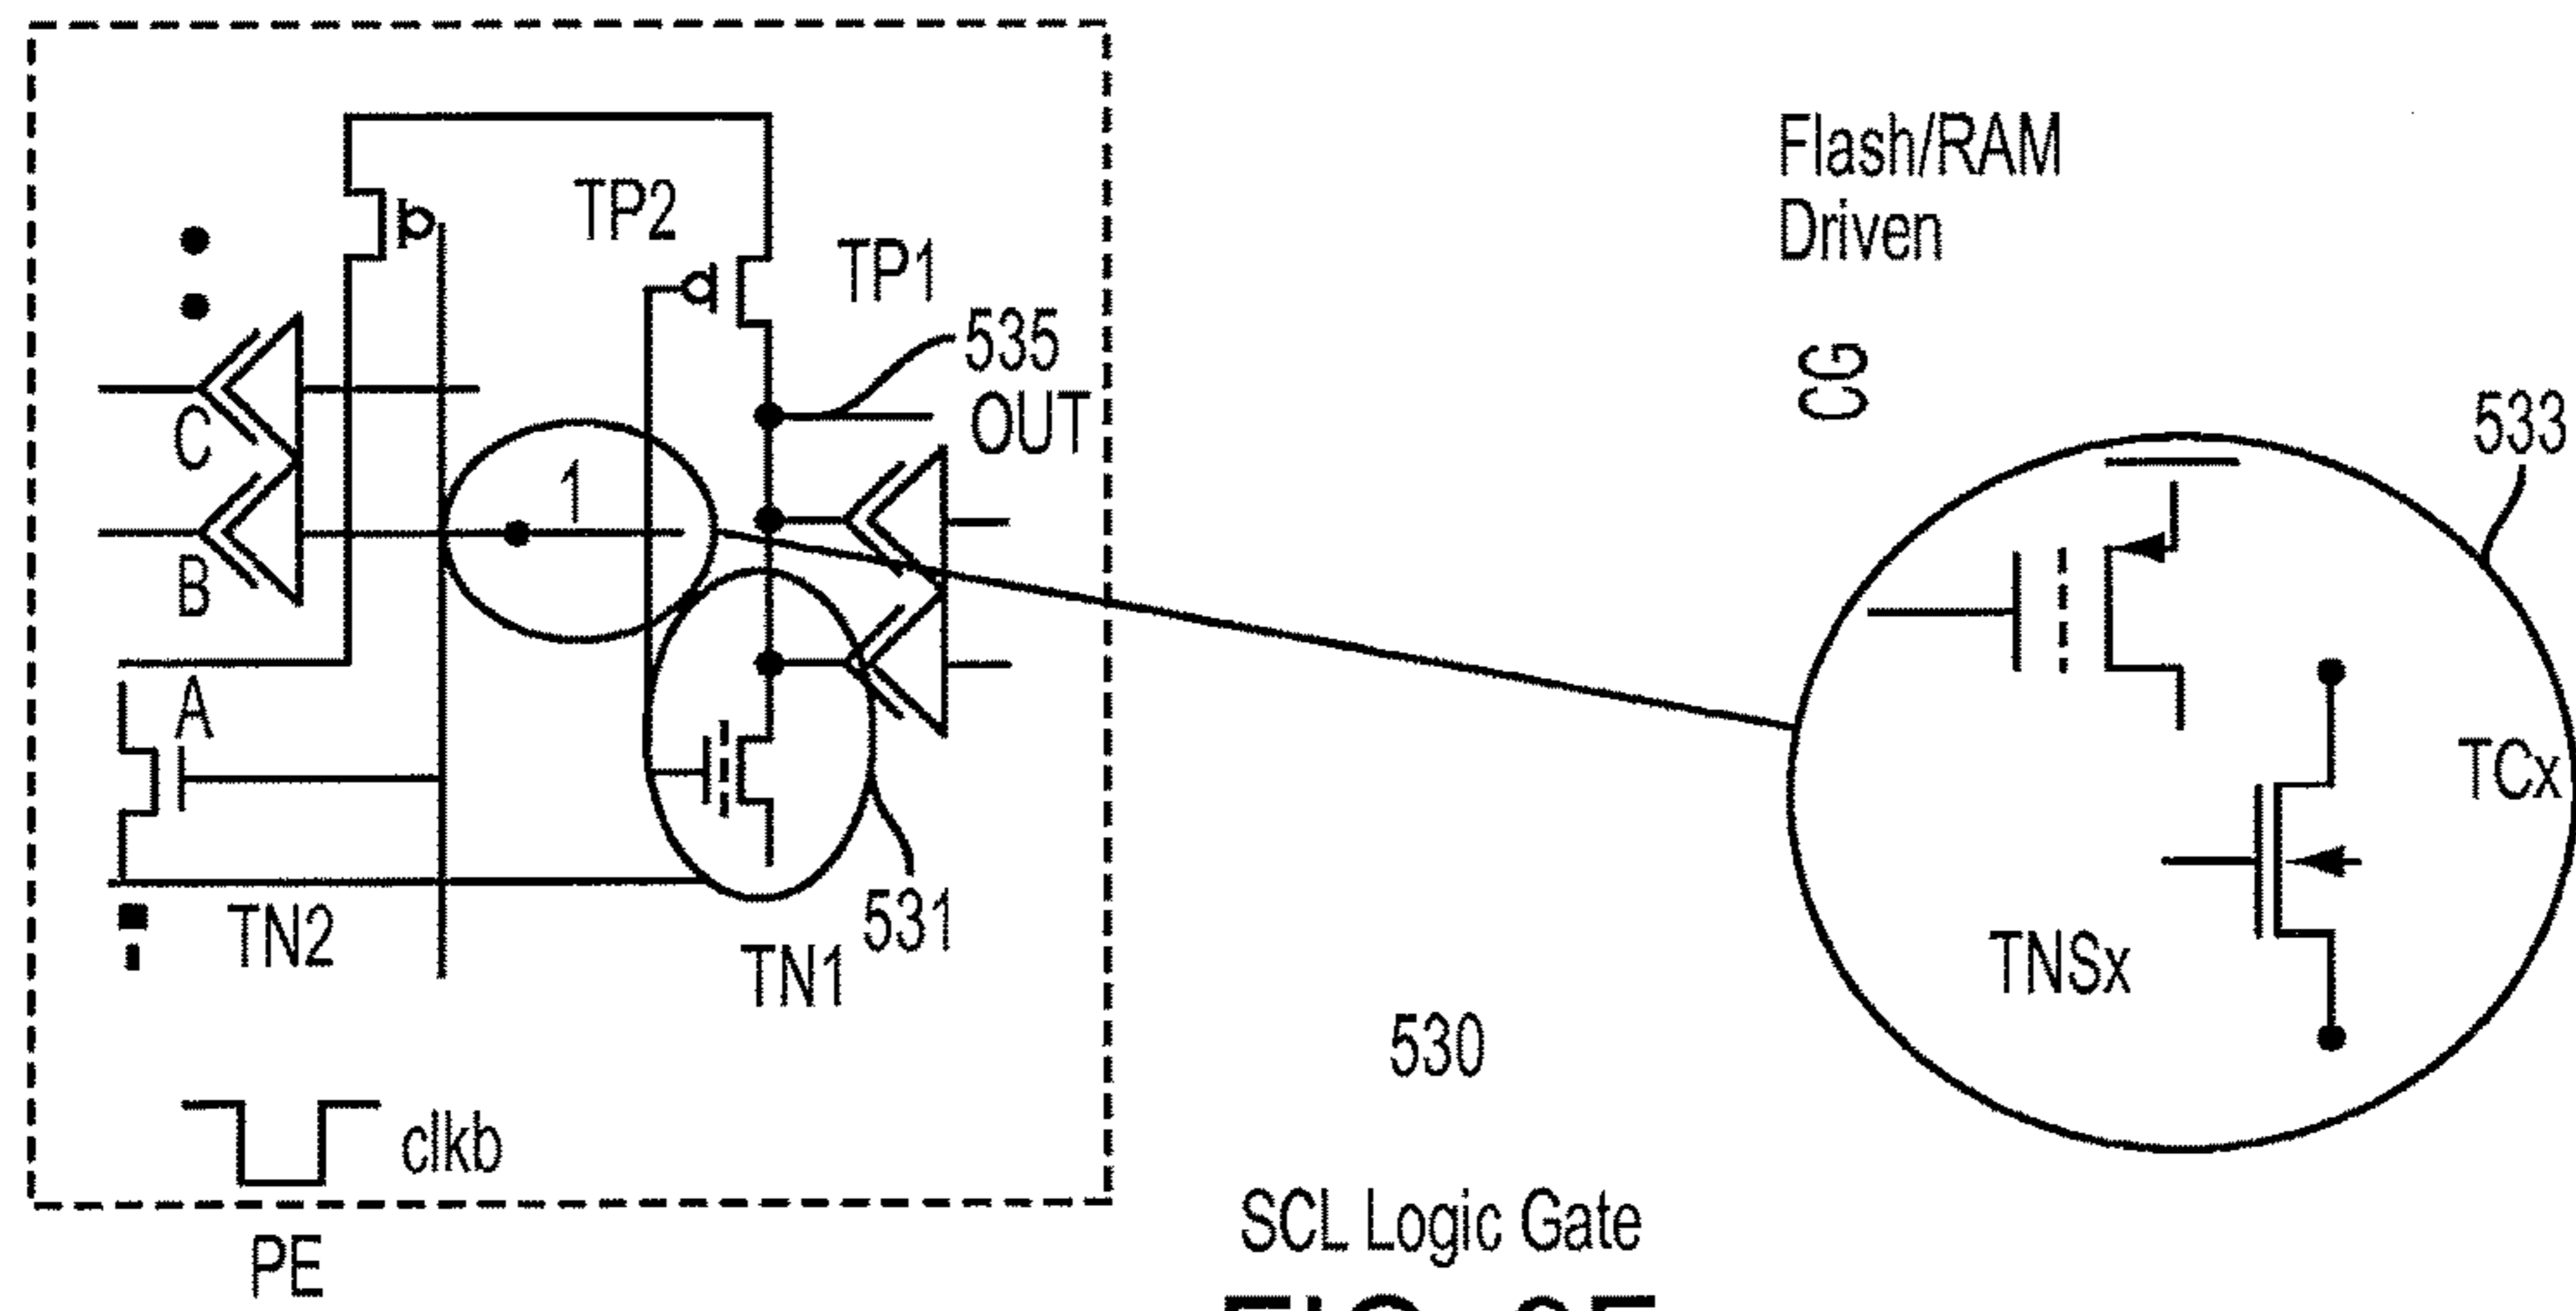 TP2
TP1
535
OUT
C
B
1
A
TN2
TN1
531
clkb
PE
Flash/RAM
Driven
CG
533
TCx
TNSx
530
SCL Logic Gate